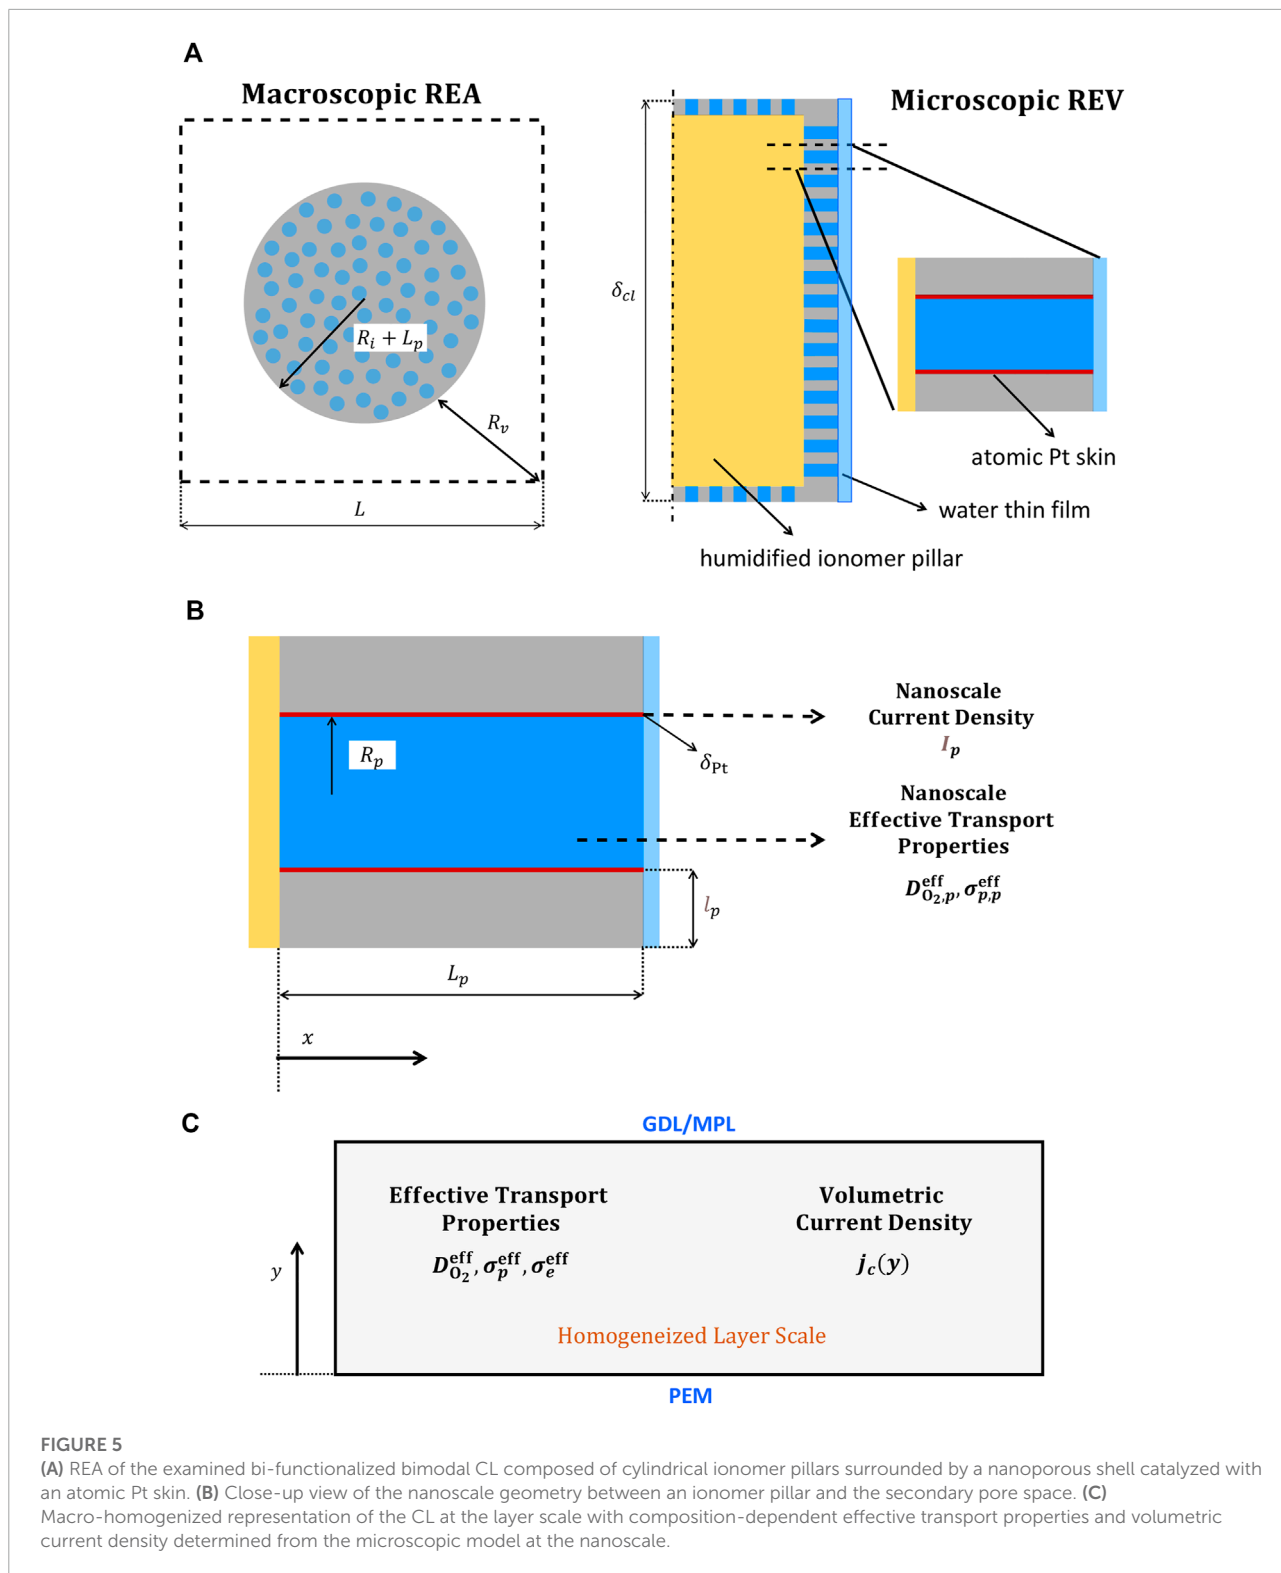 A
Macroscopic REA
R_i + L_p
R_v
L
Microscopic REV
δ_cl
atomic Pt skin
water thin film
humidified ionomer pillar
B
R_p
δ_Pt
l_p
L_p
x
Nanoscale
Current Density
I_p
Nanoscale
Effective Transport
Properties
D^eff_O₂,p, σ^eff_p,p
C
GDL/MPL
Effective Transport
Properties
D^eff_O₂, σ^eff_p, σ^eff_e
Volumetric
Current Density
j_c(y)
y
Homogeneized Layer Scale
PEM
FIGURE 5
(A) REA of the examined bi-functionalized bimodal CL composed of cylindrical ionomer pillars surrounded by a nanoporous shell catalyzed with
an atomic Pt skin. (B) Close-up view of the nanoscale geometry between an ionomer pillar and the secondary pore space. (C)
Macro-homogenized representation of the CL at the layer scale with composition-dependent effective transport properties and volumetric
current density determined from the microscopic model at the nanoscale.